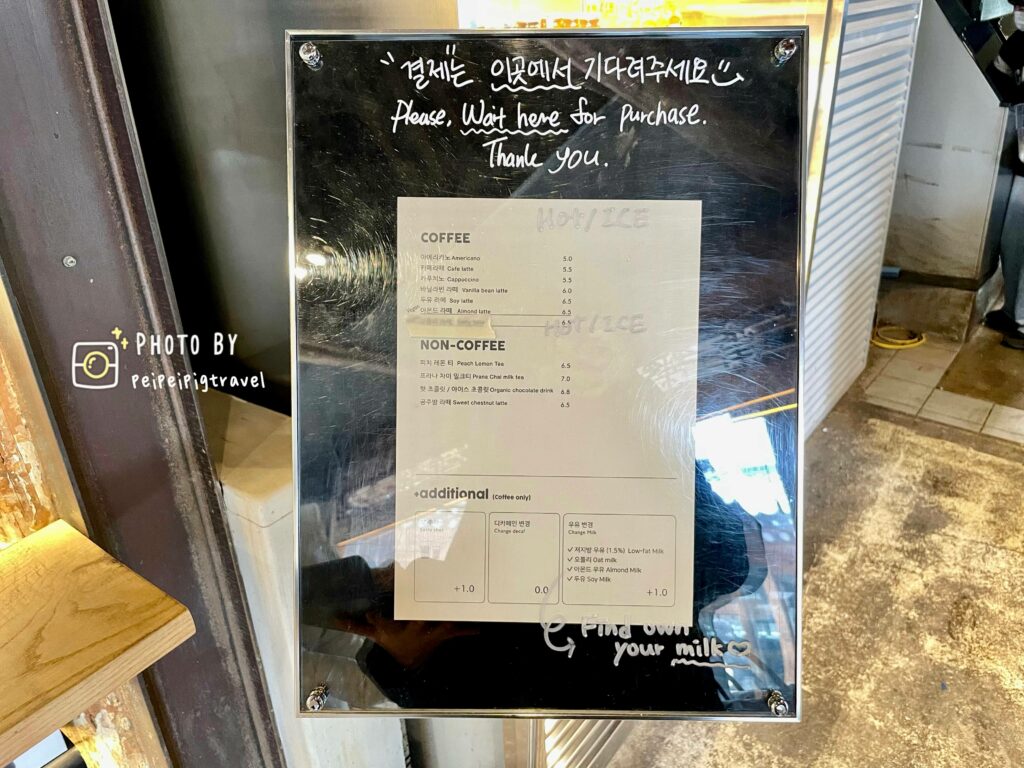 "결제"는 이곳에서 기다려주세요
Please, Wait here for purchase.
Thank you.
HOT/ICE
COFFEE
아메리카노 Americano 5.0
카페라떼 Cafe latte 5.5
카푸치노 Cappuccino 5.5
바닐라빈 라떼 Vanilla bean latte 6.0
두유 라떼 Soy latte 6.5
아몬드 라떼 Almond latte 6.5
6.5
HOT/ICE
NON-COFFEE
피치 레몬 티 Peach Lemon Tea 6.5
프라나 차이 밀크티 Prana Chai milk tea 7.0
핫 초콜릿 / 아이스 초콜릿 Organic chocolate drink 6.8
공주밤 라떼 Sweet chestnut latte 6.5
+additional (Coffee only)
디카페인 변경
Change decaf
0.0
우유 변경
Change Milk
✓ 저지방 우유 (1.5%) Low-fat Milk
✓ 오틀리 Oat milk
✓ 아몬드 우유 Almond Milk
✓ 두유 Soy Milk
+1.0
+1.0
Find own
your milk♡
PHOTO BY
peipeipigtravel